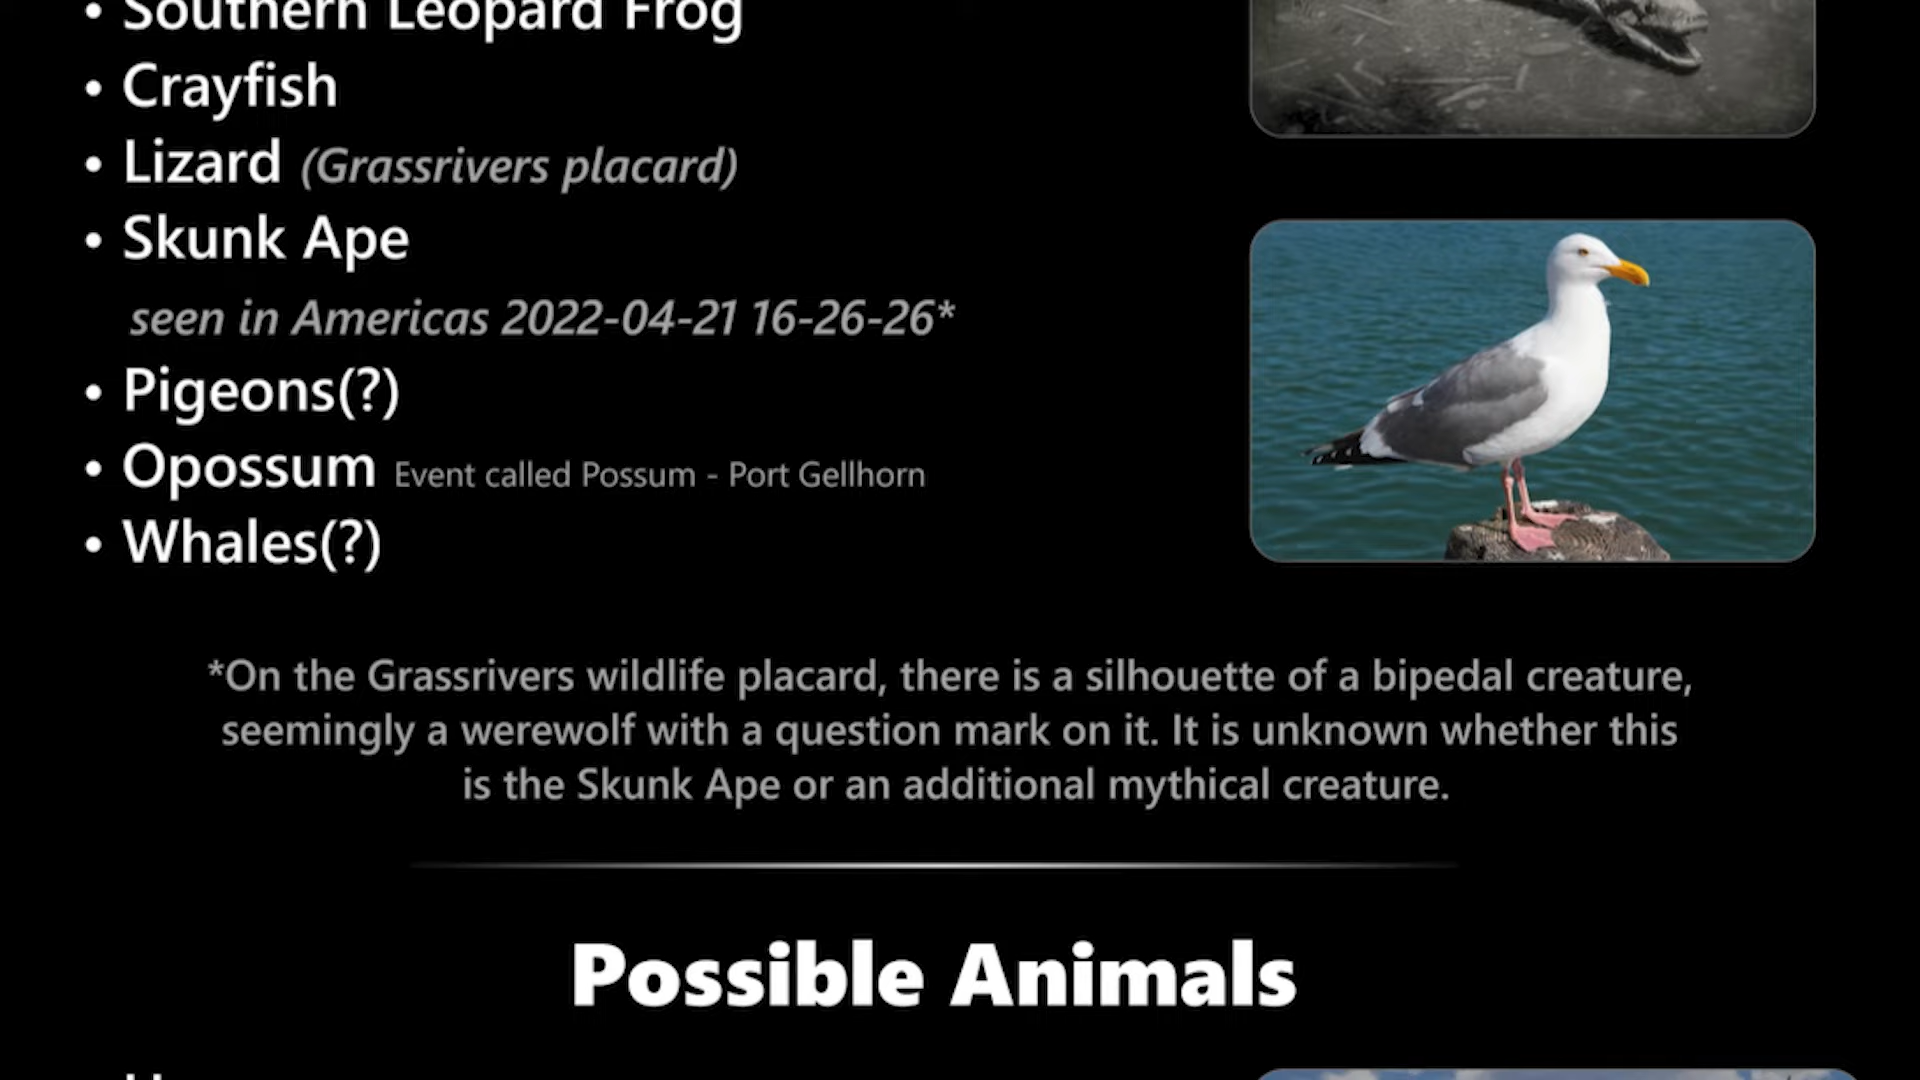 • Southern Leopard Frog
• Crayfish
• Lizard (Grassrivers placard)
• Skunk Ape
seen in Americas 2022-04-21 16-26-26*
• Pigeons(?)
• Opossum Event called Possum - Port Gellhorn
• Whales(?)
*On the Grassrivers wildlife placard, there is a silhouette of a bipedal creature,
seemingly a werewolf with a question mark on it. It is unknown whether this
is the Skunk Ape or an additional mythical creature.
Possible Animals